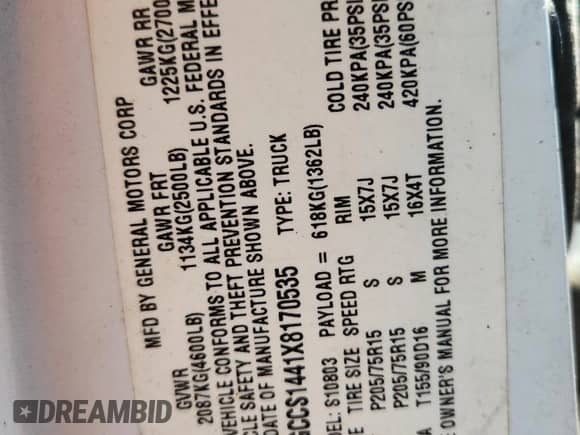 MFD BY GENERAL MOTORS CORP
GVWR GAWR FRT GAWR RR
2087KG(4600LB) 1134KG(2500LB) 1225KG(2700
VEHICLE CONFORMS TO ALL APPLICABLE U.S. FEDERAL M
CLE SAFETY AND THEFT PREVENTION STANDARDS IN EFFE
DATE OF MANUFACTURE SHOWN ABOVE.
GCCS1441X8170535 TYPE: TRUCK
DEL: S10803 PAYLOAD = 618KG(1362LB)
E TIRE SIZE SPEED RTG RIM COLD TIRE PR
P205/75R15 S 15X7J 240KPA(35PSI
P205/75R15 S 15X7J 240KPA(35PSI
A T155/90D16 M 16X4T 420KPA(60PS
E OWNER'S MANUAL FOR MORE INFORMATION.
DREAMBID